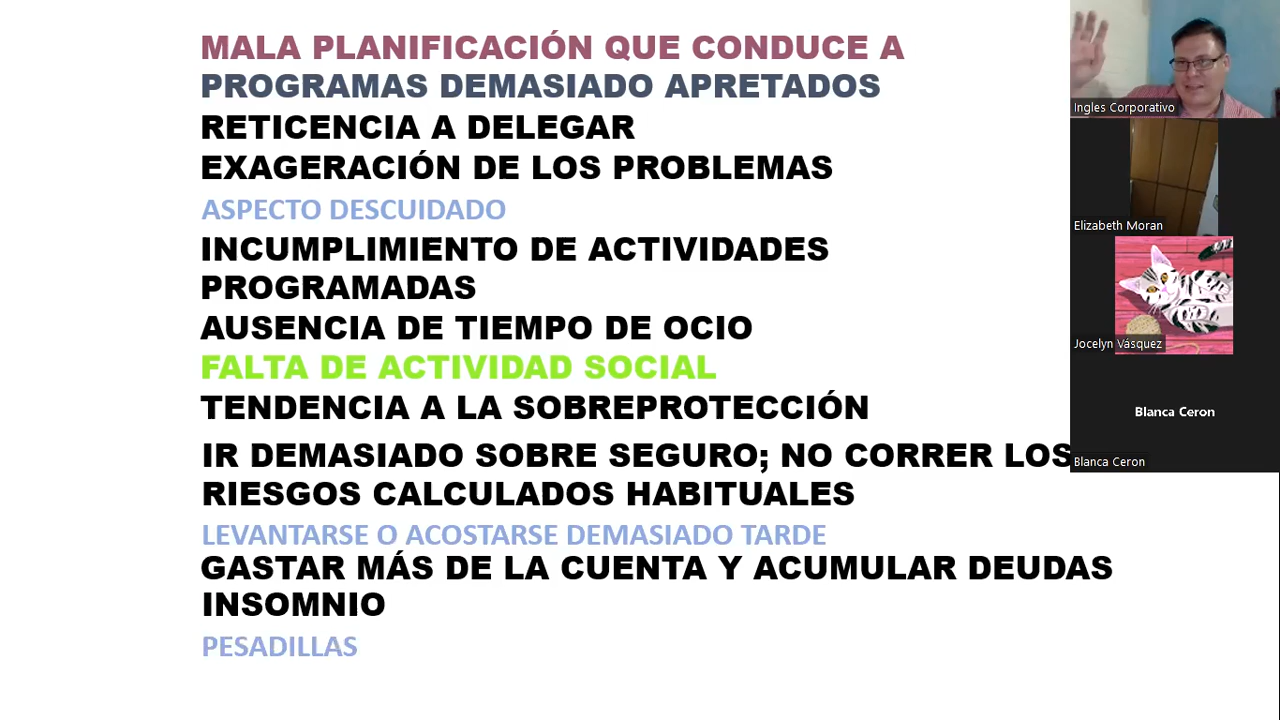 MALA PLANIFICACIÓN QUE CONDUCE A
PROGRAMAS DEMASIADO APRETADOS
RETICENCIA A DELEGAR
EXAGERACIÓN DE LOS PROBLEMAS
ASPECTO DESCUIDADO
INCUMPLIMIENTO DE ACTIVIDADES
PROGRAMADAS
AUSENCIA DE TIEMPO DE OCIO
FALTA DE ACTIVIDAD SOCIAL
TENDENCIA A LA SOBREPROTECCIÓN
IR DEMASIADO SOBRE SEGURO; NO CORRER LOS
RIESGOS CALCULADOS HABITUALES
LEVANTARSE O ACOSTARSE DEMASIADO TARDE
GASTAR MÁS DE LA CUENTA Y ACUMULAR DEUDAS
INSOMNIO
PESADILLAS
Ingles Corporativo
Elizabeth Moran
Jocelyn Vásquez
Blanca Ceron
Blanca Ceron